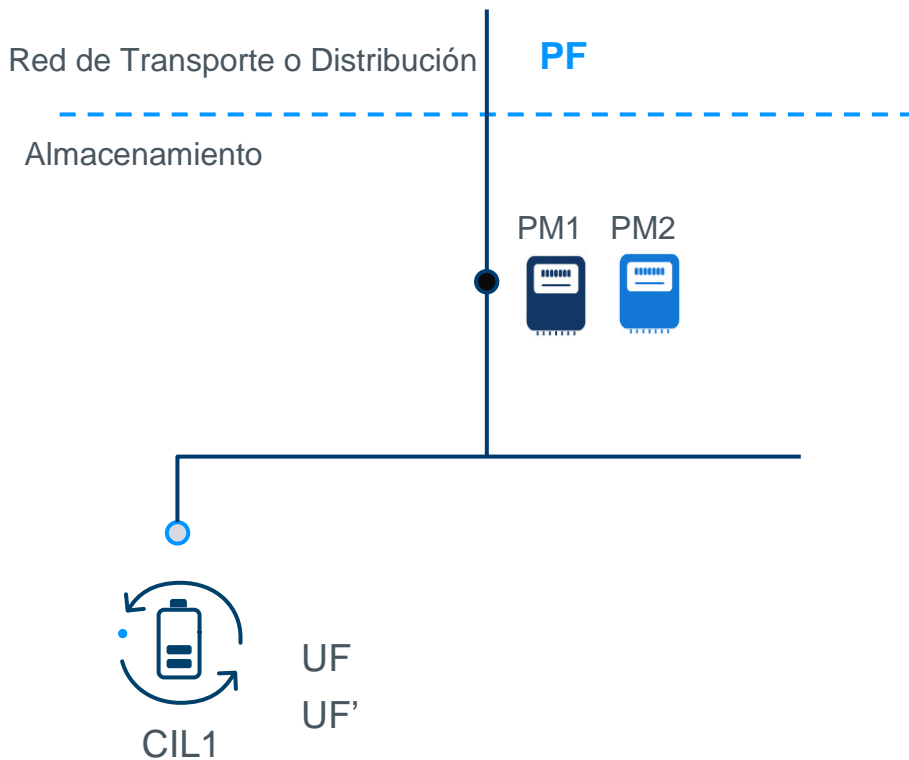 Red de Transporte o Distribución
PF
Almacenamiento
PM1 PM2
UF
UF’
CIL1